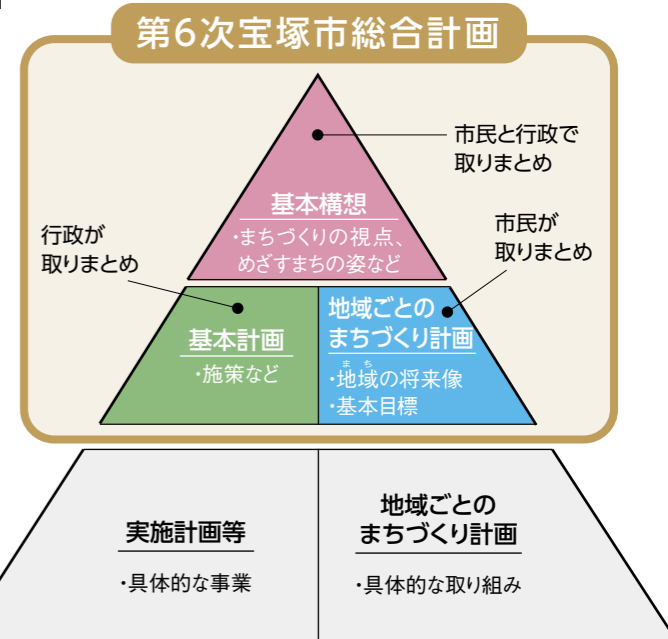 第6次宝塚市総合計画
市民と行政で
取りまとめ
基本構想
・まちづくりの視点、
めざすまちの姿など
行政が
取りまとめ
市民が
取りまとめ
基本計画
・施策など
地域ごとの
まちづくり計画
まち
・地域の将来像
・基本目標
実施計画等
・具体的な事業
地域ごとの
まちづくり計画
・具体的な取り組み